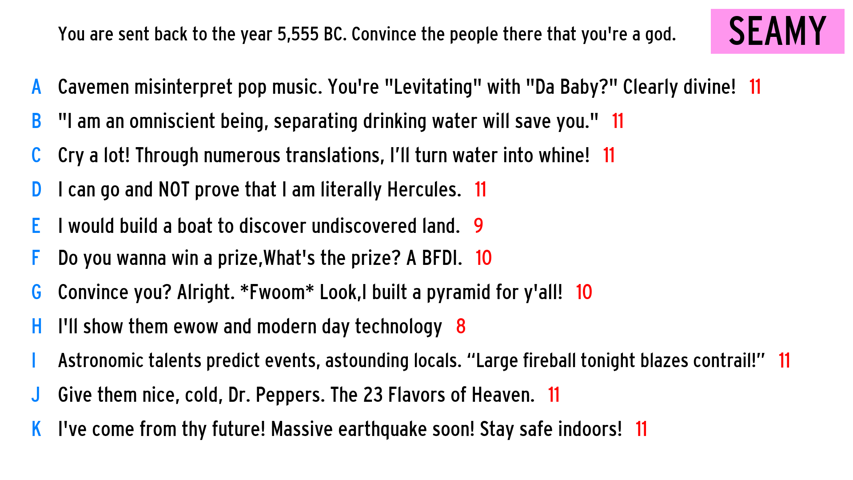 You are sent back to the year 5,555 BC. Convince the people there that you're a god.
SEAMY
A Cavemen misinterpret pop music. You're "Levitating" with "Da Baby?" Clearly divine! 11
B "I am an omniscient being, separating drinking water will save you." 11
C Cry a lot! Through numerous translations, I’ll turn water into whine! 11
D I can go and NOT prove that I am literally Hercules. 11
E I would build a boat to discover undiscovered land. 9
F Do you wanna win a prize,What's the prize? A BFDI. 10
G Convince you? Alright. *Fwoom* Look,I built a pyramid for y'all! 10
H I'll show them ewow and modern day technology 8
I Astronomic talents predict events, astounding locals. “Large fireball tonight blazes contrail!” 11
J Give them nice, cold, Dr. Peppers. The 23 Flavors of Heaven. 11
K I've come from thy future! Massive earthquake soon! Stay safe indoors! 11